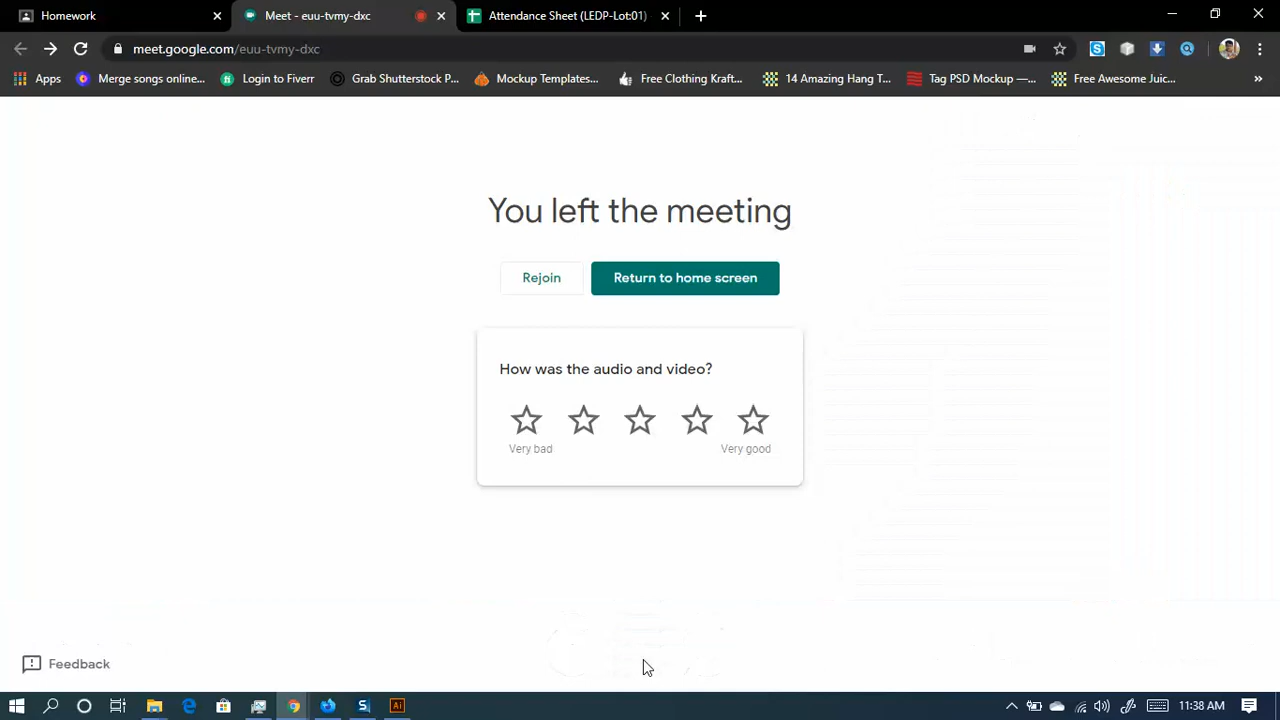 Homework
Meet - euu-tvmy-dxc
Attendance Sheet (LEDP-Lot:01)
meet.google.com/euu-tvmy-dxc
Apps
Merge songs online...
Login to Fiverr
Grab Shutterstock P...
Mockup Templates...
Free Clothing Kraft...
14 Amazing Hang T...
Tag PSD Mockup —...
Free Awesome Juic...
»
You left the meeting
Rejoin
Return to home screen
How was the audio and video?
Very bad
Very good
Feedback
11:38 AM